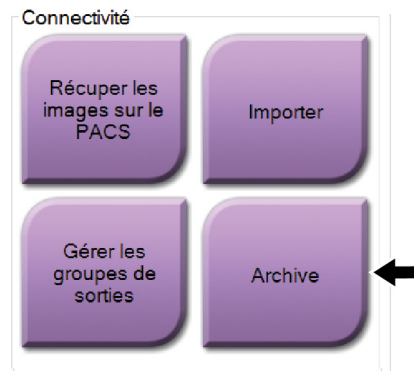 Connectivité
Récuper les
images sur le
PACS
Importer
Gérer les
groupes de
sorties
Archive